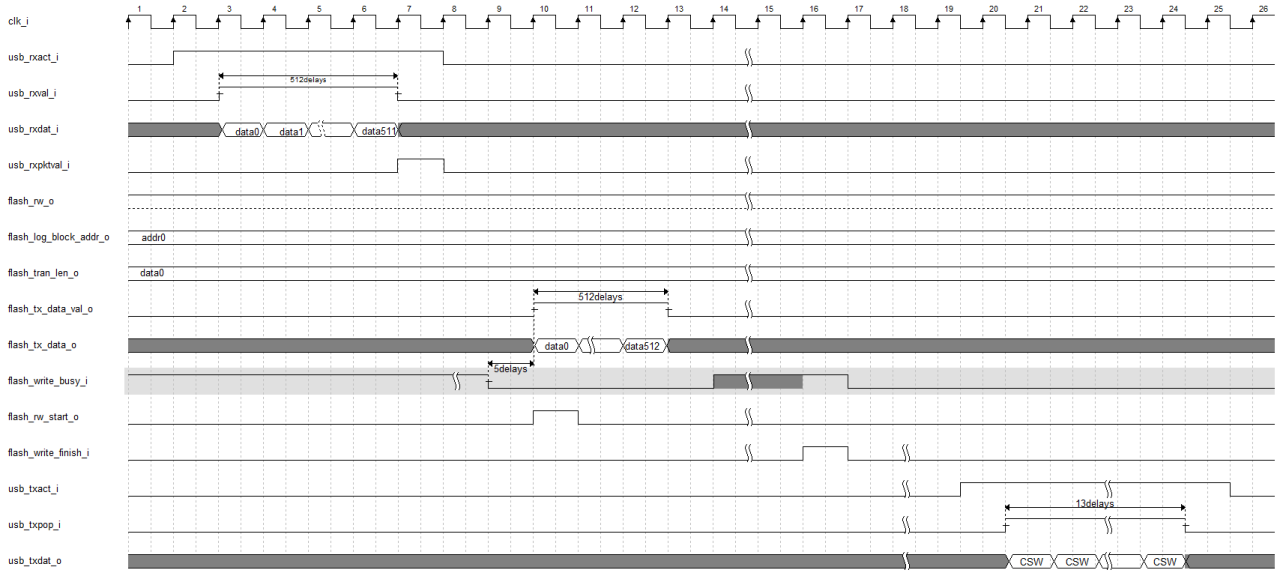 1 2 3 4 5 6 7 8 9 10 11 12 13 14 15 16 17 18 19 20 21 22 23 24 25 26
clk_i
usb_rxact_i
512delays
usb_rxval_i
usb_rxdat_i data0 data1 data511
usb_rxpktval_i
flash_rw_o
flash_log_block_addr_o addr0
flash_tran_len_o data0
512delays
flash_tx_data_val_o
flash_tx_data_o data0 data512
5delays
flash_write_busy_i
flash_rw_start_o
flash_write_finish_i
usb_txact_i
13delays
usb_txpop_i
usb_txdat_o CSW CSW CSW